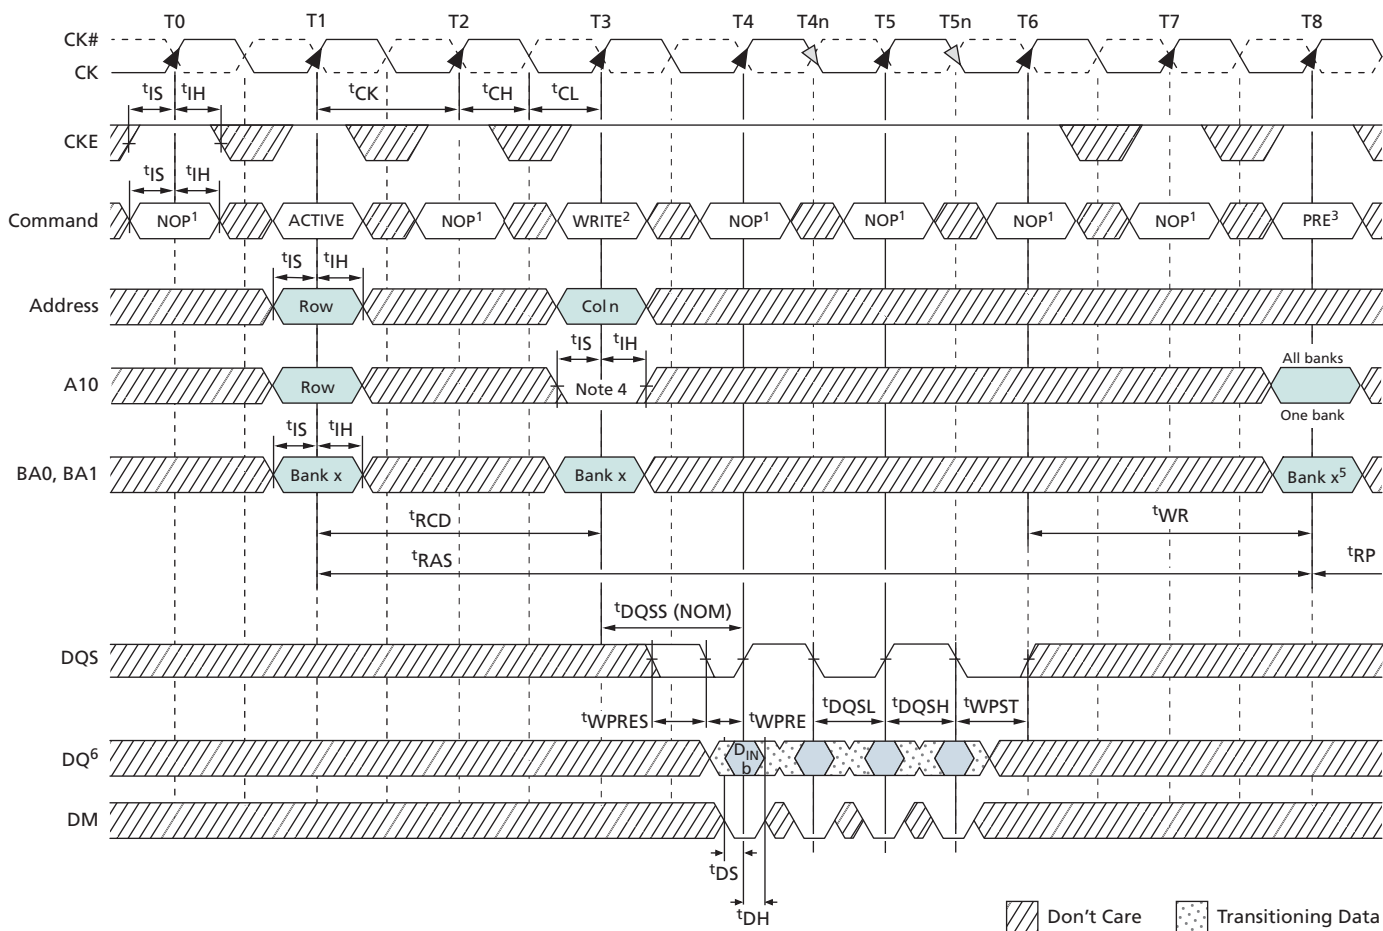 T0 T1 T2 T3 T4 T4n T5 T5n T6 T7 T8
CK#
CK
tIS tIH tCK tCH tCL
CKE
tIS tIH
Command NOP1 ACTIVE NOP1 WRITE2 NOP1 NOP1 NOP1 NOP1 PRE3
tIS tIH
Address Row Col n
tIS tIH All banks
A10 Row Note 4
One bank
tIS tIH
BA0, BA1 Bank x Bank x Bank x5
tRCD tWR
tRAS tRP
tDQSS (NOM)
DQS
tWPRES tWPRE tDQSL tDQSH tWPST
DQ6 DIN
b
DM
tDS
tDH
Don't Care Transitioning Data